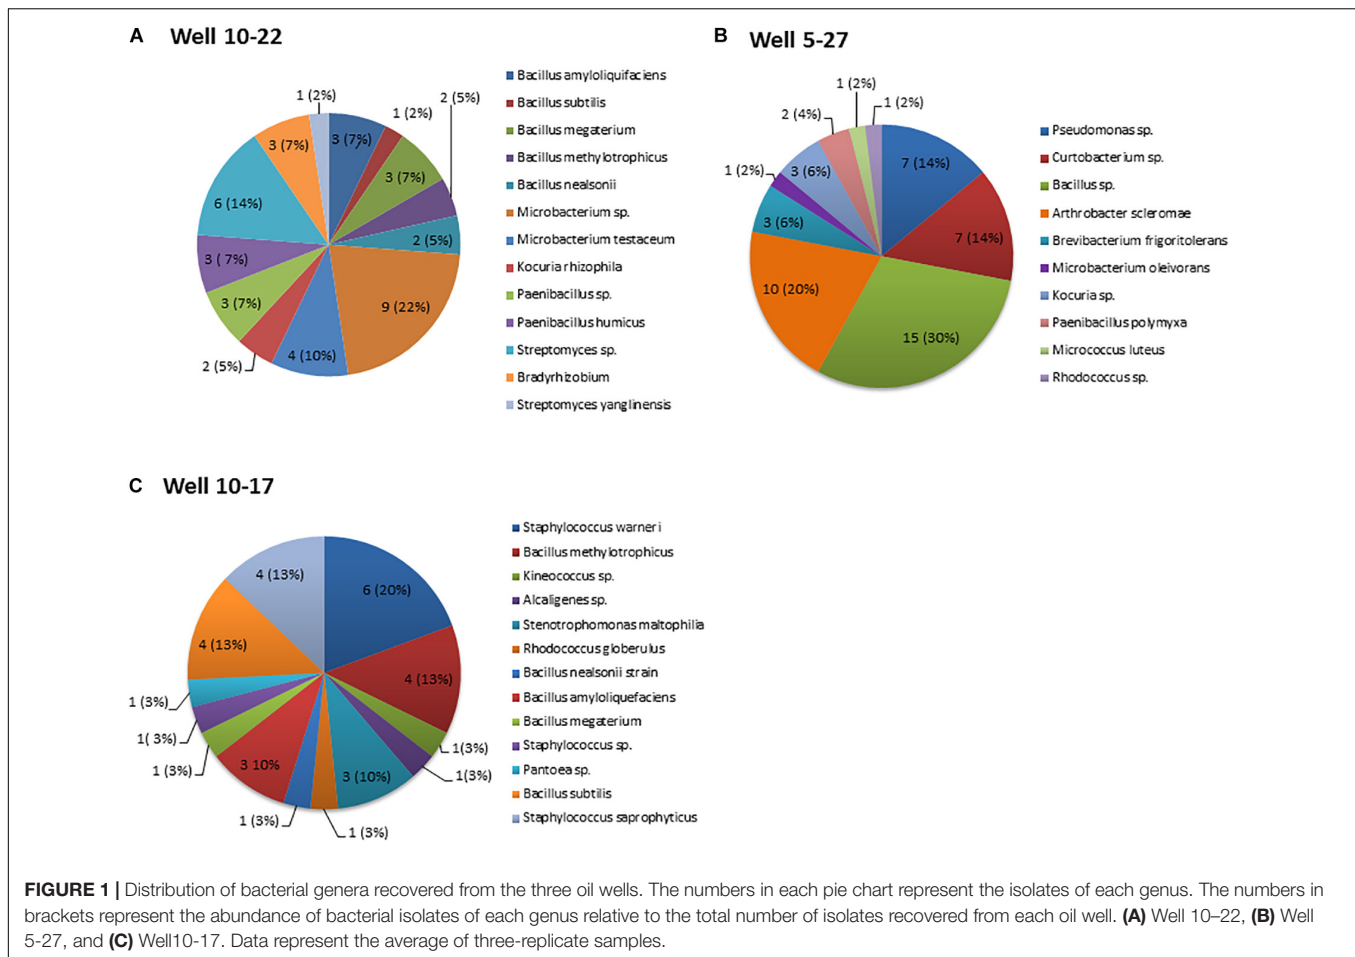 A Well 10-22
1 (2%)
3 (7%)
1 (2%)
2 (5%)
3 (7%)
2 (5%)
9 (22%)
4 (10%)
2 (5%)
3 (7%)
3 ( 7%)
6 (14%)
3 (7%)
Bacillus amyloliquifaciens
Bacillus subtilis
Bacillus megaterium
Bacillus methylotrophicus
Bacillus nealsonii
Microbacterium sp.
Microbacterium testaceum
Kocuria rhizophila
Paenibacillus sp.
Paenibacillus humicus
Streptomyces sp.
Bradyrhizobium
Streptomyces yanglinensis
B Well 5-27
1 (2%)
1 (2%)
2 (4%)
7 (14%)
7 (14%)
15 (30%)
10 (20%)
3 (6%)
1 (2%)
3 (6%)
Pseudomonas sp.
Curtobacterium sp.
Bacillus sp.
Arthrobacter scleromae
Brevibacterium frigoritolerans
Microbacterium oleivorans
Kocuria sp.
Paenibacillus polymyxa
Micrococcus luteus
Rhodococcus sp.
C Well 10-17
4 (13%)
6 (20%)
4 (13%)
1(3%)
1(3%)
3 (10%)
1 (3%)
1 (3%)
3 10%
1 (3%)
1( 3%)
1 (3%)
4 (13%)
Staphylococcus warneri
Bacillus methylotrophicus
Kineococcus sp.
Alcaligenes sp.
Stenotrophomonas maltophilia
Rhodococcus globerulus
Bacillus nealsonii strain
Bacillus amyloliquefaciens
Bacillus megaterium
Staphylococcus sp.
Pantoea sp.
Bacillus subtilis
Staphylococcus saprophyticus
FIGURE 1 | Distribution of bacterial genera recovered from the three oil wells. The numbers in each pie chart represent the isolates of each genus. The numbers in
brackets represent the abundance of bacterial isolates of each genus relative to the total number of isolates recovered from each oil well. (A) Well 10–22, (B) Well
5-27, and (C) Well10-17. Data represent the average of three-replicate samples.